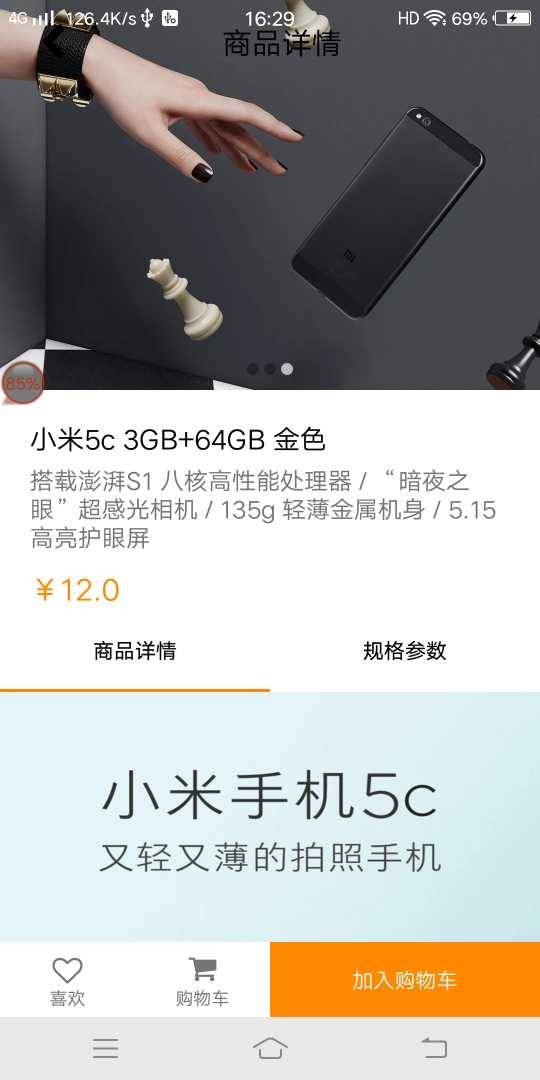 4G 126.4K/s 16:29 HD 69%
商品详情
mi
85%
小米5c 3GB+64GB 金色
搭载澎湃S1 八核高性能处理器 / “暗夜之
眼”超感光相机 / 135g 轻薄金属机身 / 5.15
高亮护眼屏
￥12.0
商品详情 规格参数
小米手机5c
又轻又薄的拍照手机
喜欢 购物车 加入购物车